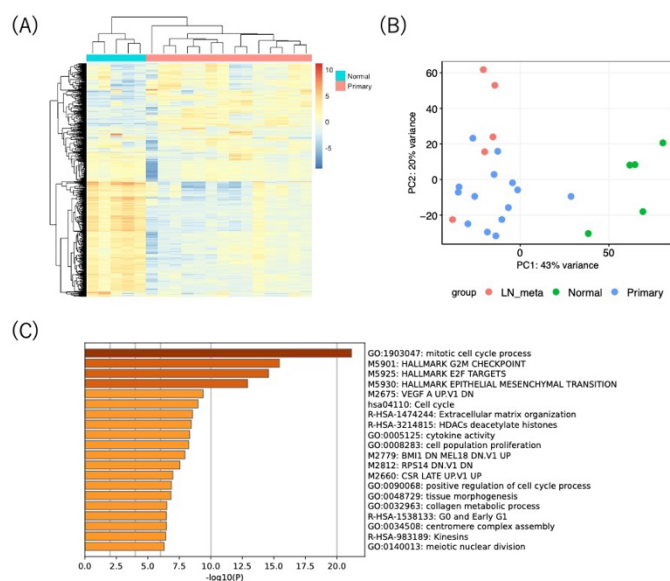 (A)
10
5
0
-5
Normal
Primary
(B)
60
40
20
0
-20
PC2: 20% variance
0
50
PC1: 43% variance
group LN_meta Normal Primary
(C)
GO:1903047: mitotic cell cycle process
M5901: HALLMARK G2M CHECKPOINT
M5925: HALLMARK E2F TARGETS
M5930: HALLMARK EPITHELIAL MESENCHYMAL TRANSITION
M2675: VEGF A UP.V1 DN
hsa04110: Cell cycle
R-HSA-1474244: Extracellular matrix organization
R-HSA-3214815: HDACs deacetylate histones
GO:0005125: cytokine activity
GO:0008283: cell population proliferation
M2779: BMI1 DN MEL18 DN.V1 UP
M2812: RPS14 DN.V1 DN
M2660: CSR LATE UP.V1 UP
GO:0090068: positive regulation of cell cycle process
GO:0048729: tissue morphogenesis
GO:0032963: collagen metabolic process
R-HSA-1538133: G0 and Early G1
GO:0034508: centromere complex assembly
R-HSA-983189: Kinesins
GO:0140013: meiotic nuclear division
0.0 2.5 5.0 7.5 10.0 12.5 15.0 17.5 20.0
-log10(P)